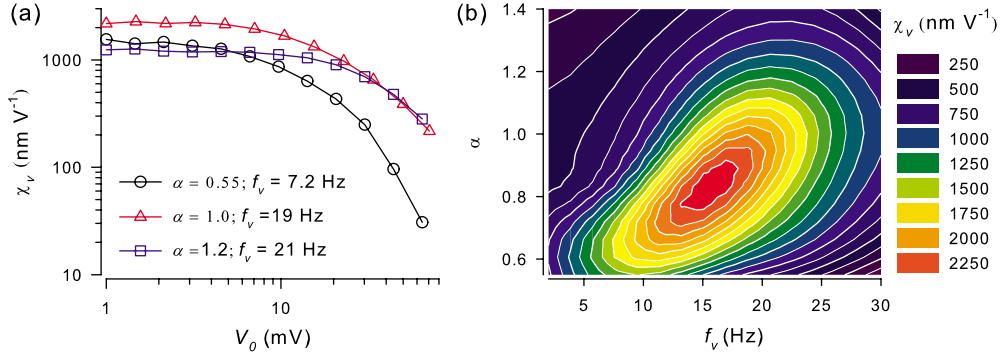 (a)
χv (nm V-1)
1000
100
10
α = 0.55; fv = 7.2 Hz
α = 1.0; fv =19 Hz
α =1.2; fv = 21 Hz
1
10
V0 (mV)
(b)
α
1.4
1.2
1.0
0.8
0.6
5
10
15
20
25
30
fv (Hz)
χv (nm V-1)
250
500
750
1000
1250
1500
1750
2000
2250